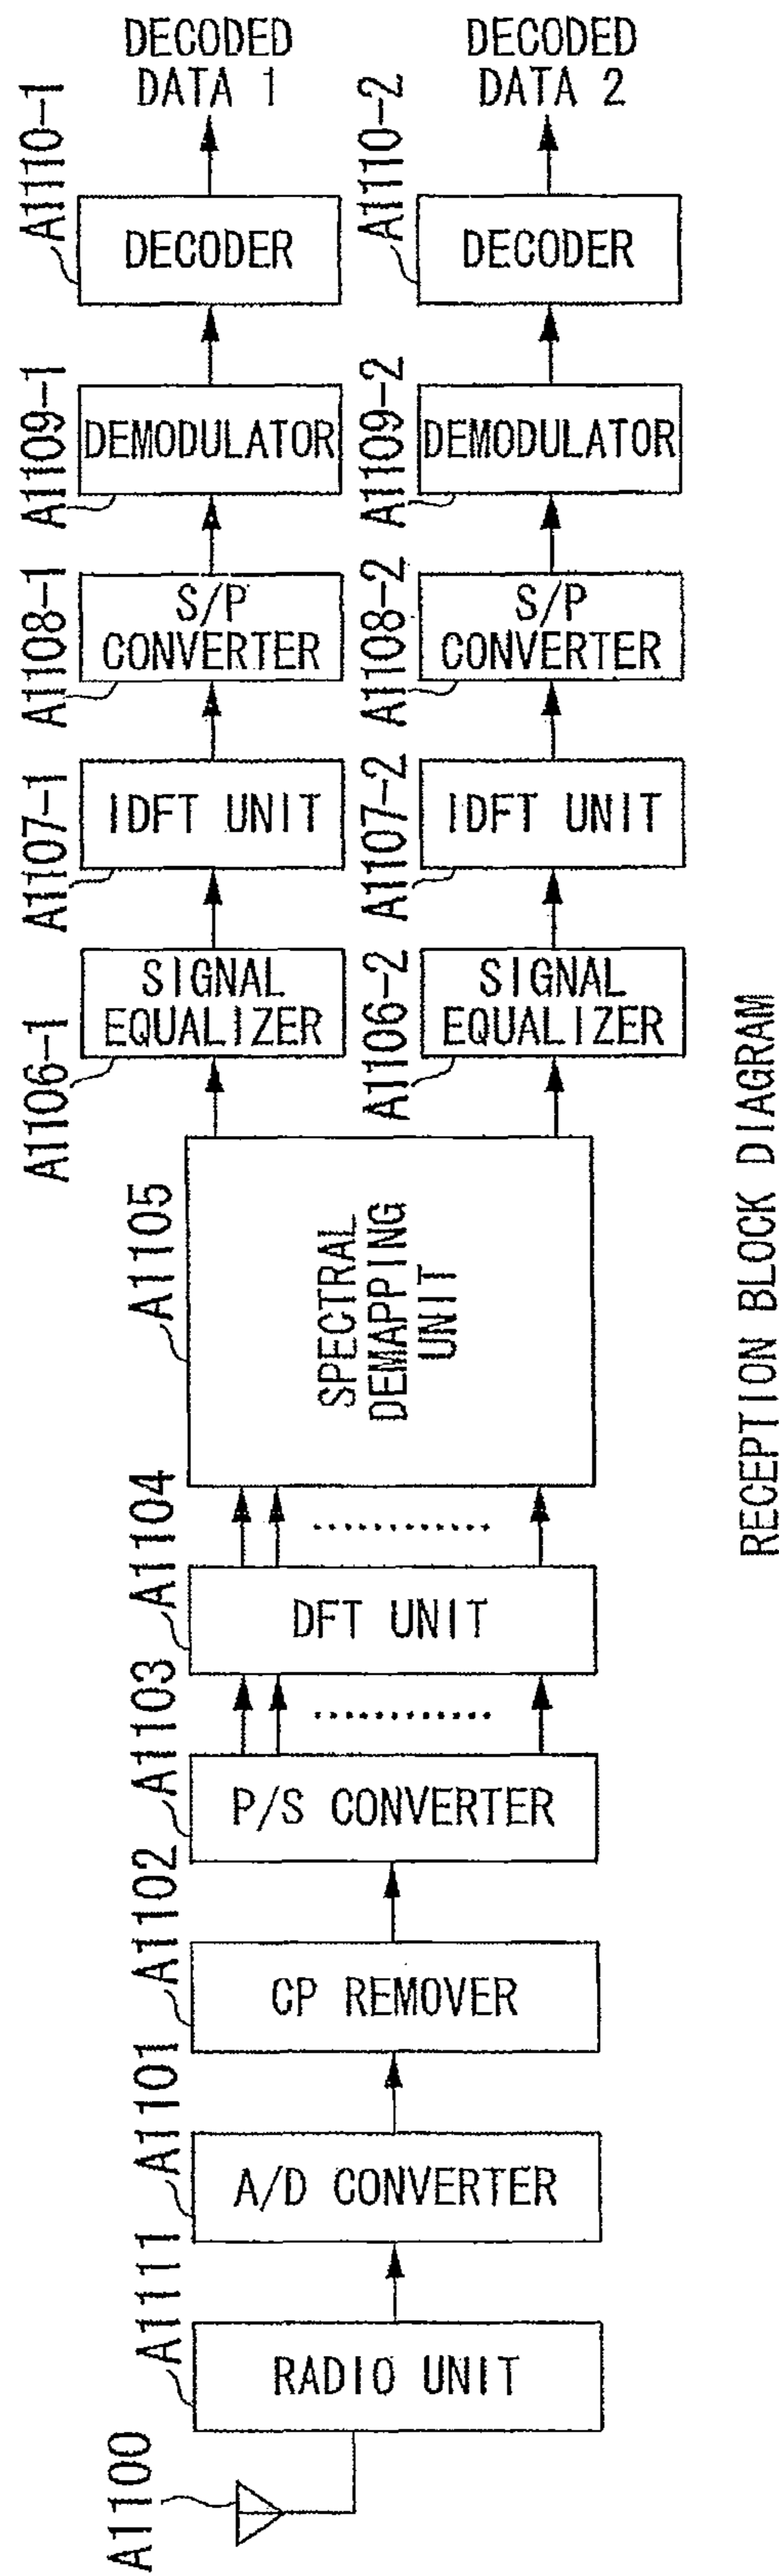 DECODED
DATA 1
DECODED
DATA 2
A1110-1
DECODER
A1110-2
DECODER
A1109-1
DEMODULATOR
A1109-2
DEMODULATOR
A1108-1
S/P
CONVERTER
A1108-2
S/P
CONVERTER
A1107-1
IDFT UNIT
A1107-2
IDFT UNIT
A1106-1
SIGNAL
EQUALIZER
A1106-2
SIGNAL
EQUALIZER
A1105
SPECTRAL
DEMAPPING
UNIT
A1104
DFT UNIT
A1103
P/S CONVERTER
A1102
CP REMOVER
A1101
A/D CONVERTER
A1111
RADIO UNIT
A1100
RECEPTION BLOCK DIAGRAM